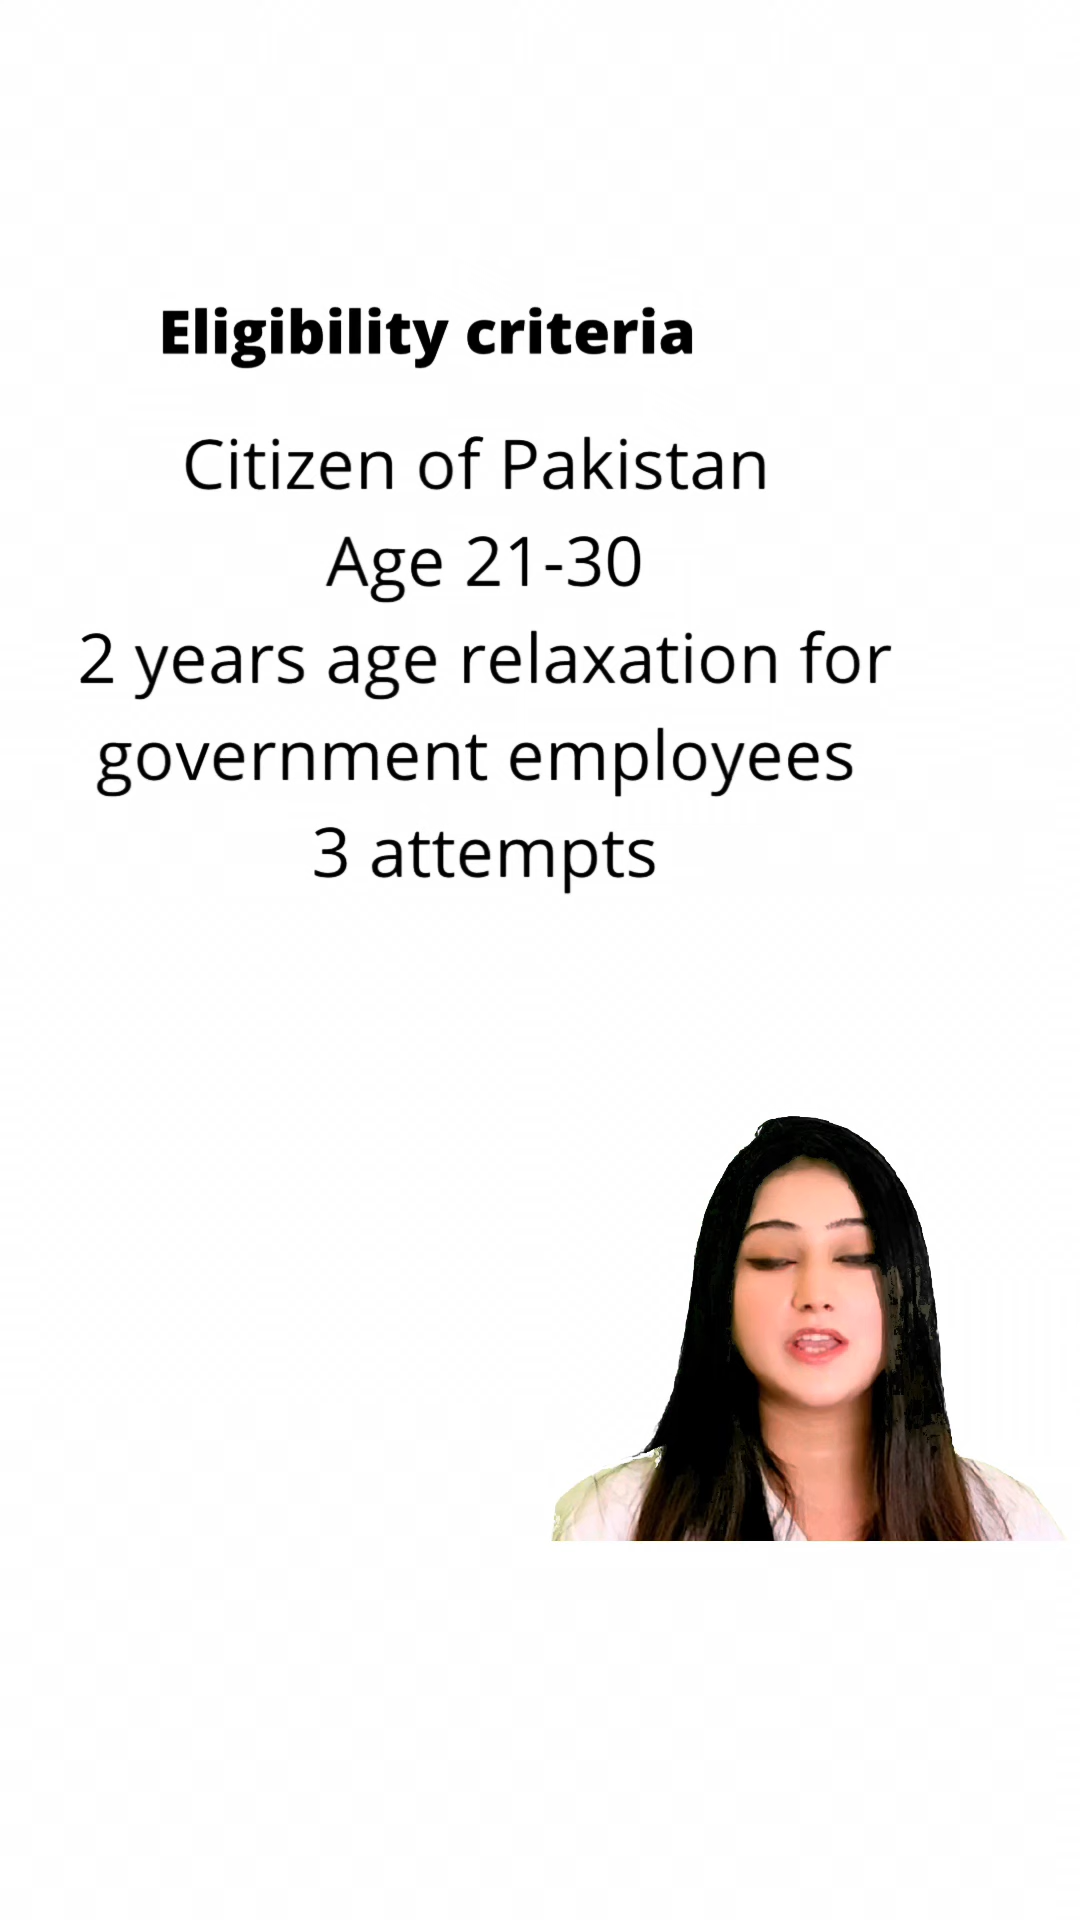 Eligibility criteria
Citizen of Pakistan
Age 21-30
2 years age relaxation for
government employees
3 attempts